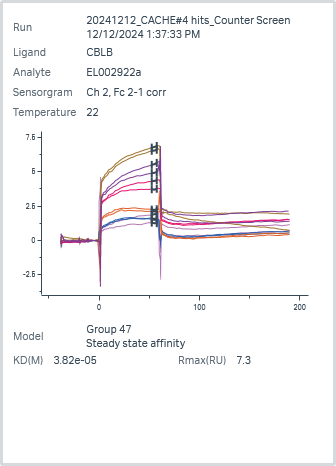 Run 20241212_CACHE#4 hits_Counter Screen
12/12/2024 1:37:33 PM
Ligand CBLB
Analyte EL002922a
Sensorgram Ch 2, Fc 2-1 corr
Temperature 22
7.5
5
2.5
0
-2.5
0 100 200
Model Group 47
Steady state affinity
KD(M) 3.82e-05 Rmax(RU) 7.3